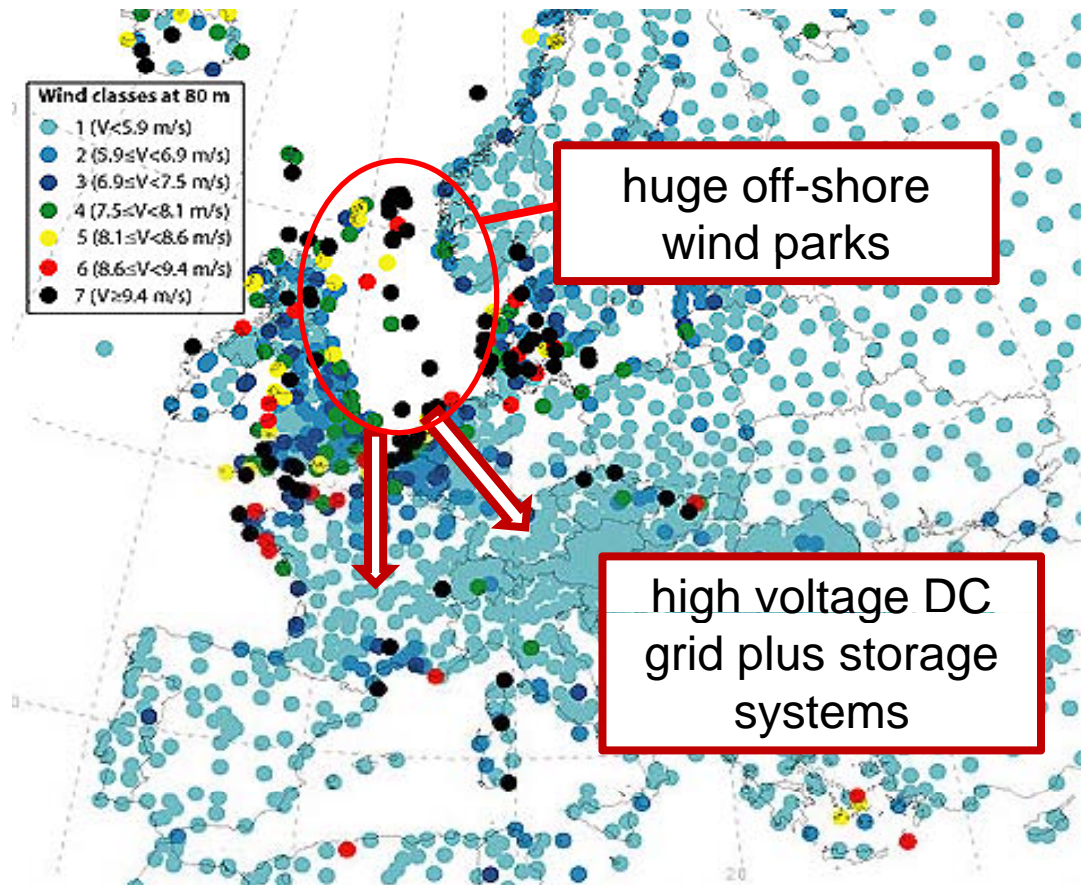 Wind classes at 80 m
1 (V<5.9 m/s)
2 (5.9≤V<6.9 m/s)
3 (6.9≤V<7.5 m/s)
4 (7.5≤V<8.1 m/s)
5 (8.1≤V<8.6 m/s)
6 (8.6≤V<9.4 m/s)
7 (V≥9.4 m/s)
huge off-shore
wind parks
high voltage DC
grid plus storage
systems
20